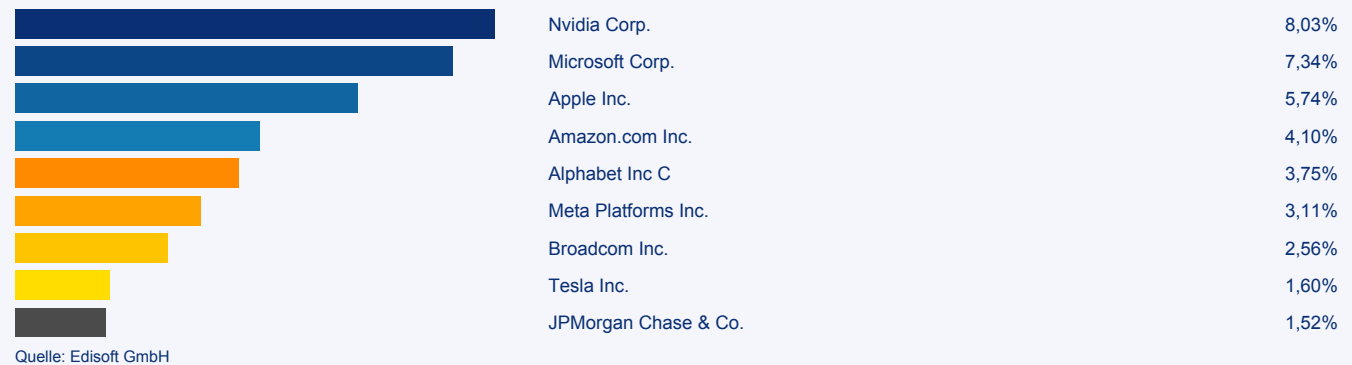 Nvidia Corp. 8,03%
Microsoft Corp. 7,34%
Apple Inc. 5,74%
Amazon.com Inc. 4,10%
Alphabet Inc C 3,75%
Meta Platforms Inc. 3,11%
Broadcom Inc. 2,56%
Tesla Inc. 1,60%
JPMorgan Chase & Co. 1,52%
Quelle: Edisoft GmbH